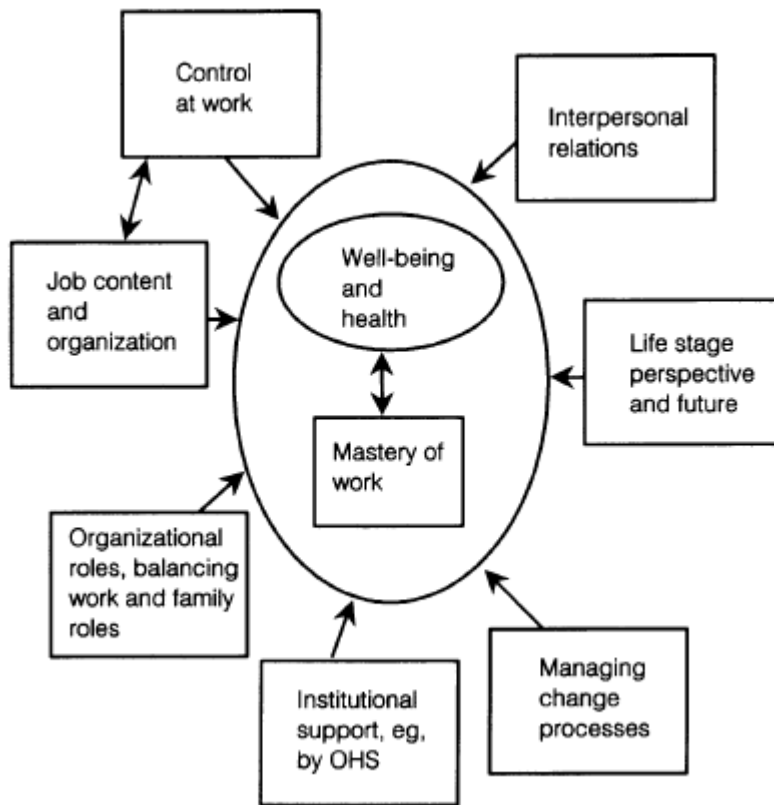 Control
at work
Interpersonal
relations
Job content
and
organization
Well-being
and
health
Life stage
perspective
and future
Mastery of
work
Organizational
roles, balancing
work and family
roles
Institutional
support, eg,
by OHS
Managing
change
processes